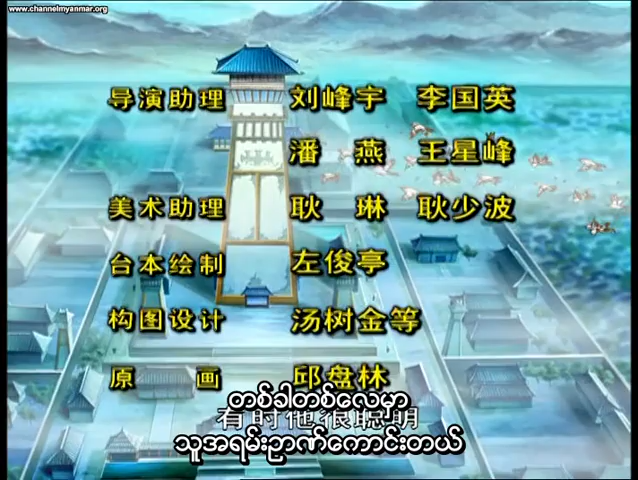 www.channelmyanmar.org
导演助理 刘峰宇 李国英
潘燕 王星峰
美术助理 耿琳 耿少波
台本绘制 左俊亭
构图设计 汤树金等
原画 邱盘林
တစ်ခါတစ်လေမှာ
有时他很聪明
သူအရမ်းဉာဏ်ကောင်းတယ်